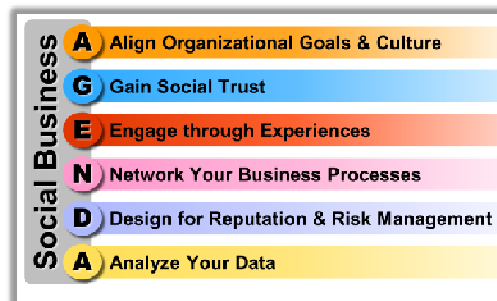 Social Business
A Align Organizational Goals & Culture
G Gain Social Trust
E Engage through Experiences
N Network Your Business Processes
D Design for Reputation & Risk Management
A Analyze Your Data